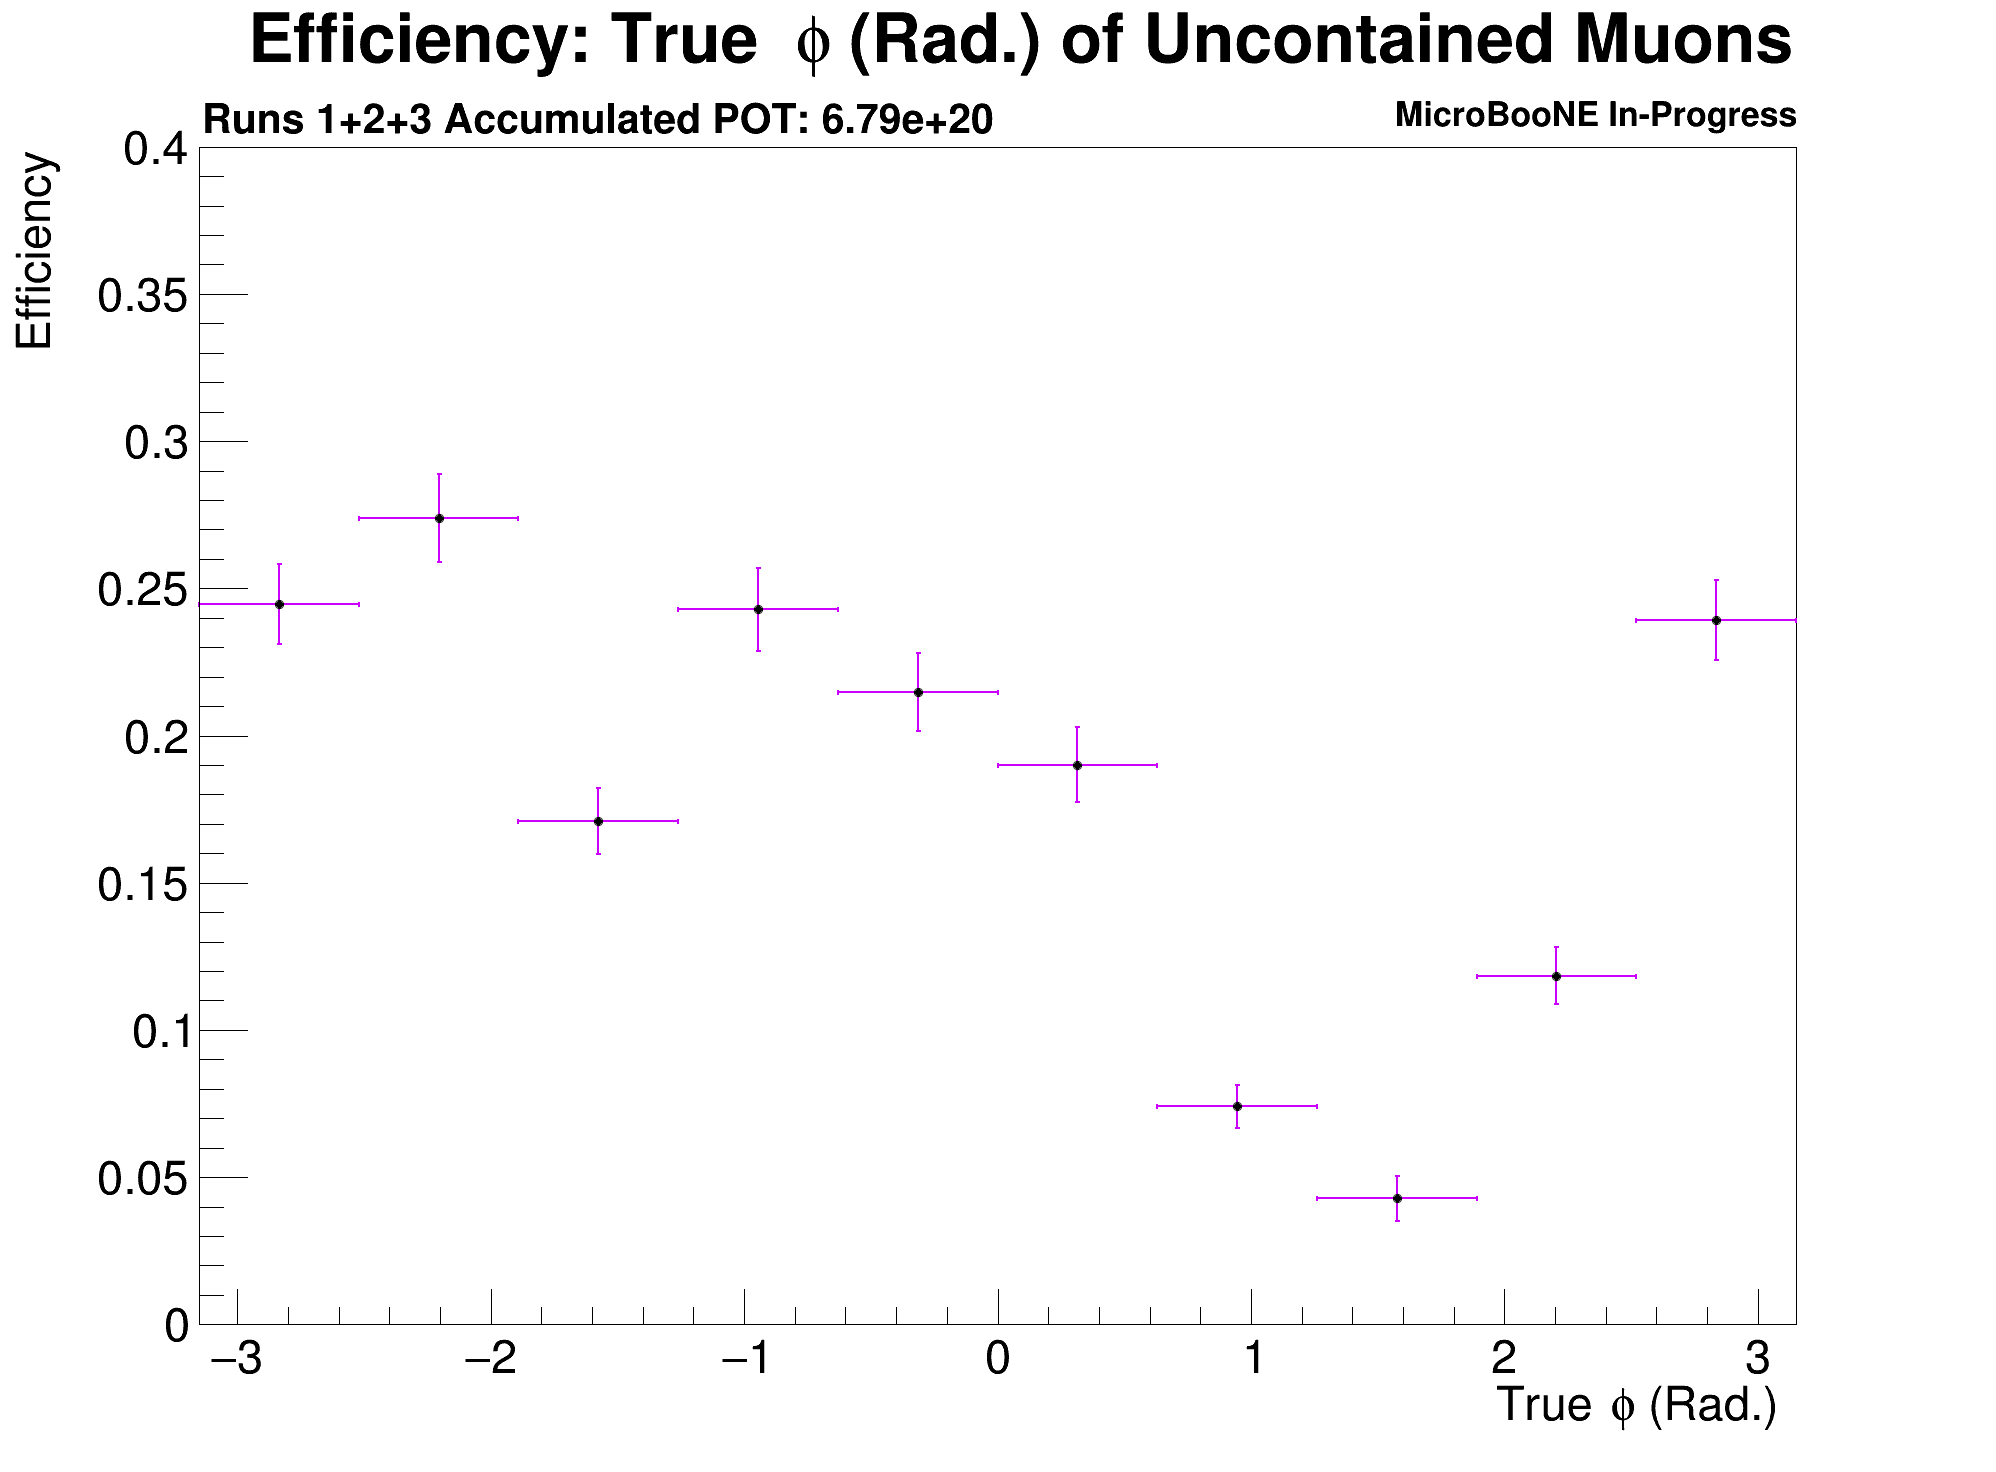 Efficiency: True ϕ (Rad.) of Uncontained Muons
Runs 1+2+3 Accumulated POT: 6.79e+20
MicroBooNE In-Progress
Efficiency
0.4
0.35
0.3
0.25
0.2
0.15
0.1
0.05
0
−3 −2 −1 0 1 2 3
True ϕ (Rad.)